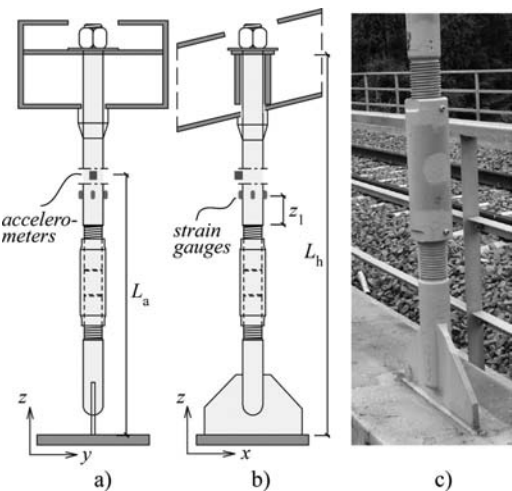 accelero-
meters
strain
gauges
z₁
Lₐ
Lₕ
z
y
z
x
a)
b)
c)